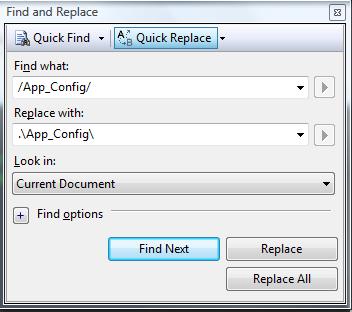 Find and Replace
Quick Find Quick Replace
Find what:
/App_Config/
Replace with:
.\App_Config\
Look in:
Current Document
Find options
Find Next Replace
Replace All